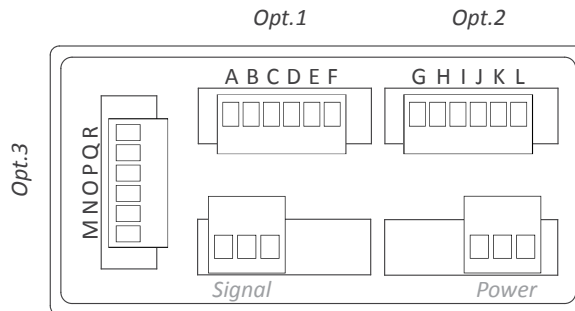 Opt.1 Opt.2
A B C D E F G H I J K L
Opt.3
M N O P Q R
Signal Power